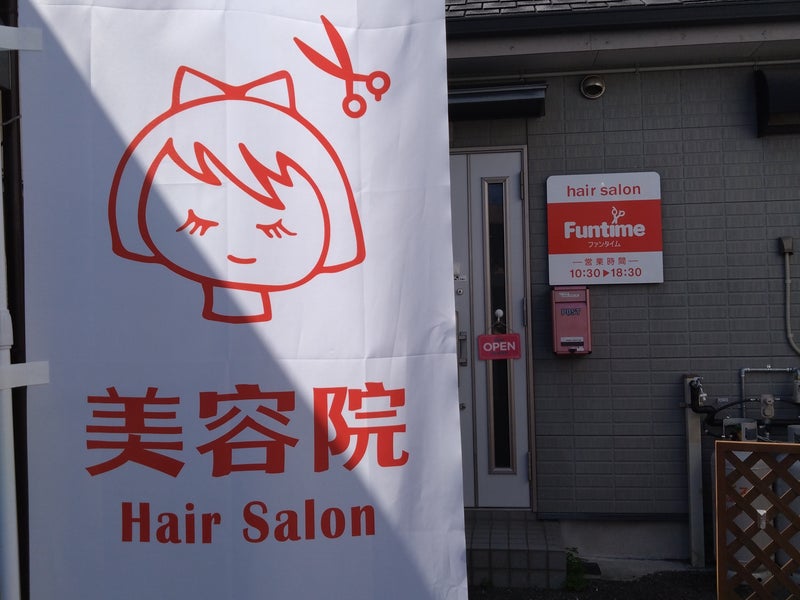 美容院
Hair Salon
hair salon
Funtime
ファンタイム
営業時間
10:30▶18:30
POST
OPEN